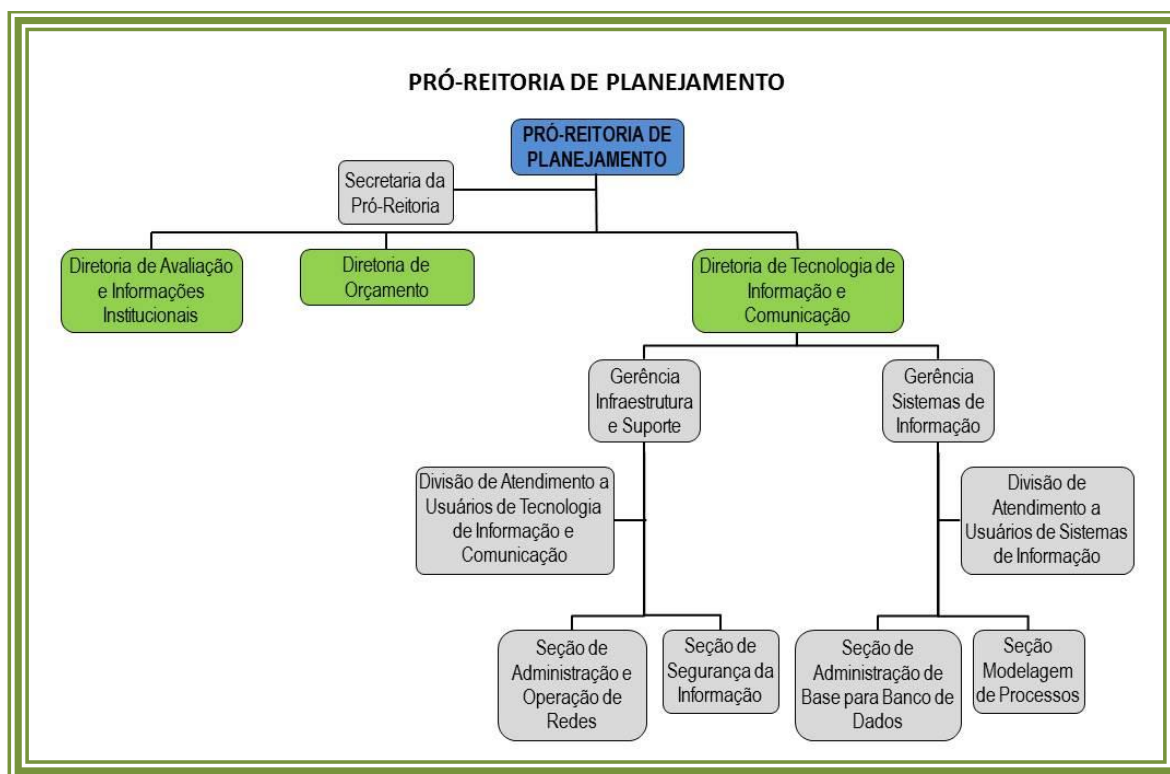 PRÓ-REITORIA DE PLANEJAMENTO
PRÓ-REITORIA DE
PLANEJAMENTO
Secretaria da
Pró-Reitoria
Diretoria de Avaliação
e Informações
Institucionais
Diretoria de
Orçamento
Diretoria de Tecnologia de
Informação e
Comunicação
Gerência
Infraestrutura
e Suporte
Gerência
Sistemas de
Informação
Divisão de Atendimento a
Usuários de Tecnologia
de Informação e
Comunicação
Divisão de
Atendimento a
Usuários de Sistemas
de Informação
Seção de
Administração e
Operação de
Redes
Seção de
Segurança da
Informação
Seção de
Administração de
Base para Banco de
Dados
Seção
Modelagem
de Processos